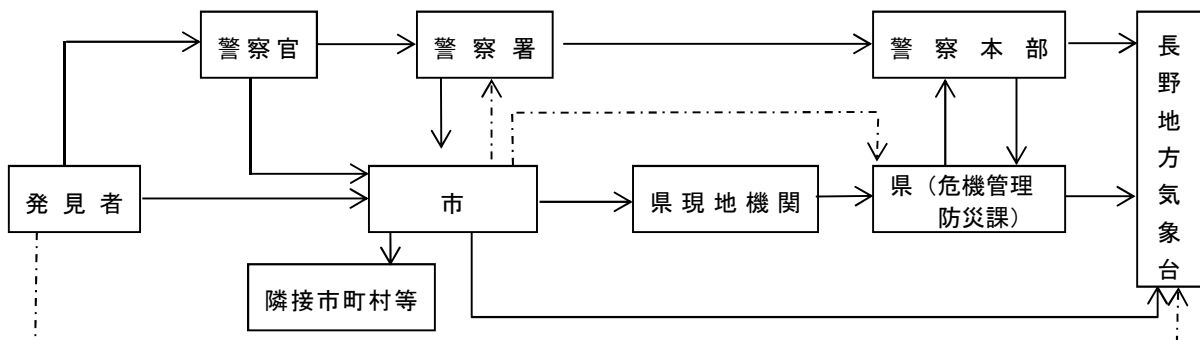 警察官
警察署
警察本部
長野地方気象台
発見者
市
県現地機関
県（危機管理
防災課）
隣接市町村等